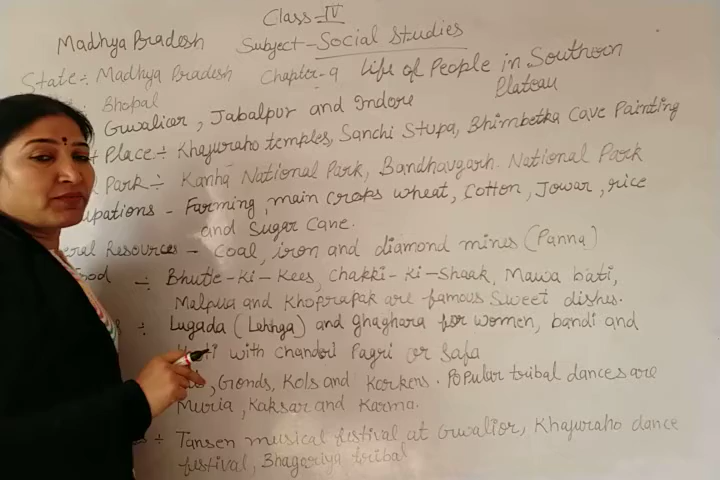 Class-IV
Madhya Pradesh Subject - Social Studies
State÷ Madhya Pradesh Chapter-9 Life of People in Southern Plateau
Bhopal
Gwalior, Jabalpur and Indore
Place÷ Khajuraho temples, Sanchi Stupa, Bhimbetka Cave Painting
Park÷ Kanha National Park, Bandhavgarh National Park
upations - Farming, main crops wheat, Cotton, Jowar, rice
and Sugar Cane.
eral Resources - Coal, iron and diamond mines (Panna)
ood ÷ Bhutte-Ki-Kees, Chakki-Ki-Shaak, Mawa bati,
Malpua and Khoprapak are famous Sweet dishes.
÷ Lugada (Lehnga) and Ghaghara for women, bandi and
with Pagri or Safa
, Gonds, Kols and Korkens. Popular tribal dances are
Muria, Kaksar and Karma.
÷ Tansen musical festival at Gwalior, Khajuraho dance
festival, Bhagoriya tribal